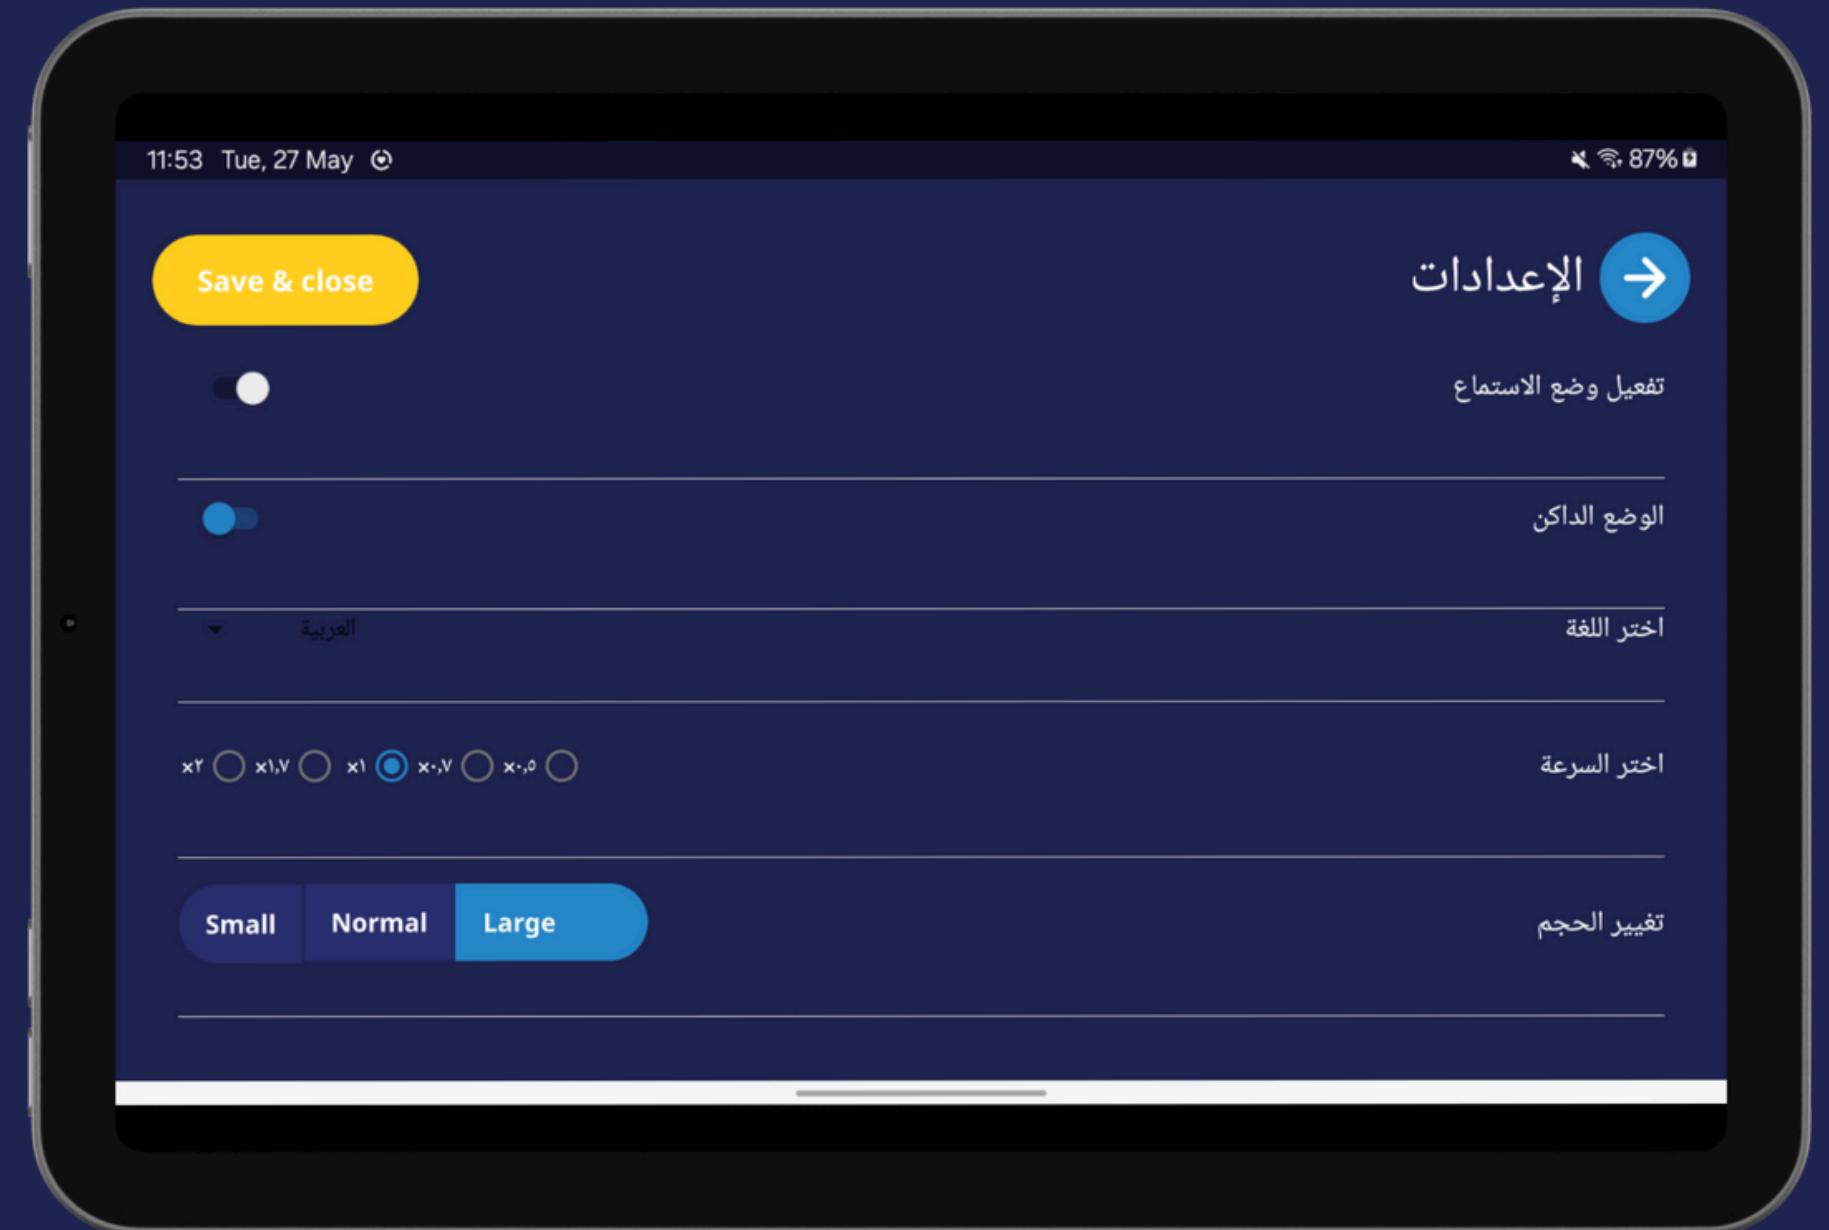 11:53 Tue, 27 May
87%
الإعدادات
Save & close
تفعيل وضع الاستماع
الوضع الداكن
اختر اللغة
العربية
اختر السرعة
×٠,٥ ×٠,٧ ×١ ×١,٧ ×٢
تغيير الحجم
Small Normal Large